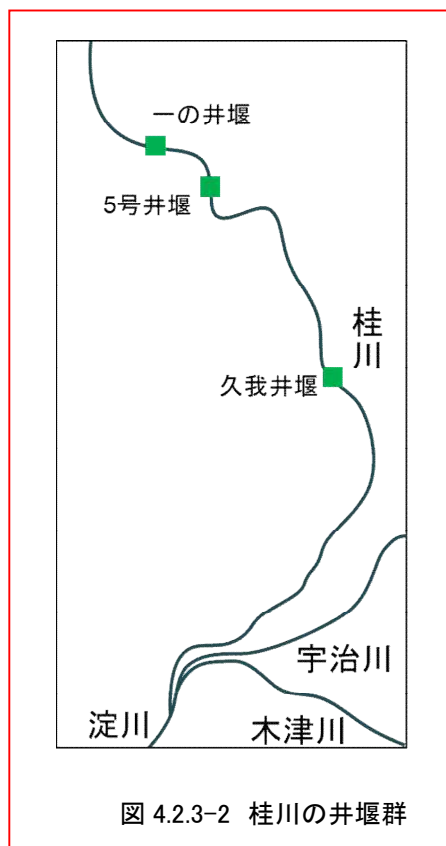 一の井堰
5号井堰
桂川
久我井堰
宇治川
淀川
木津川
図 4.2.3-2 桂川の井堰群